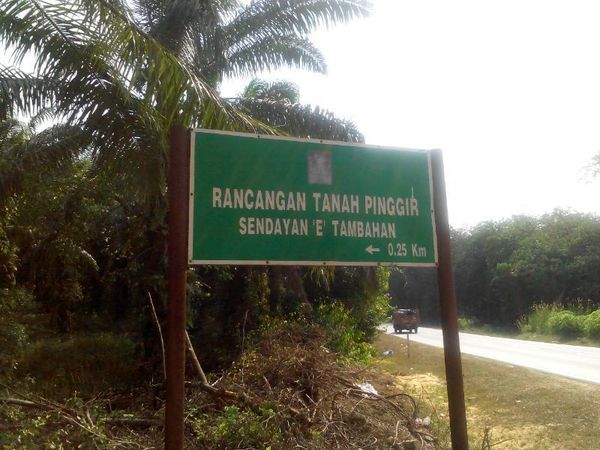 RANCANGAN TANAH PINGGIR
SENDAYAN 'E' TAMBAHAN
← 0.25 Km